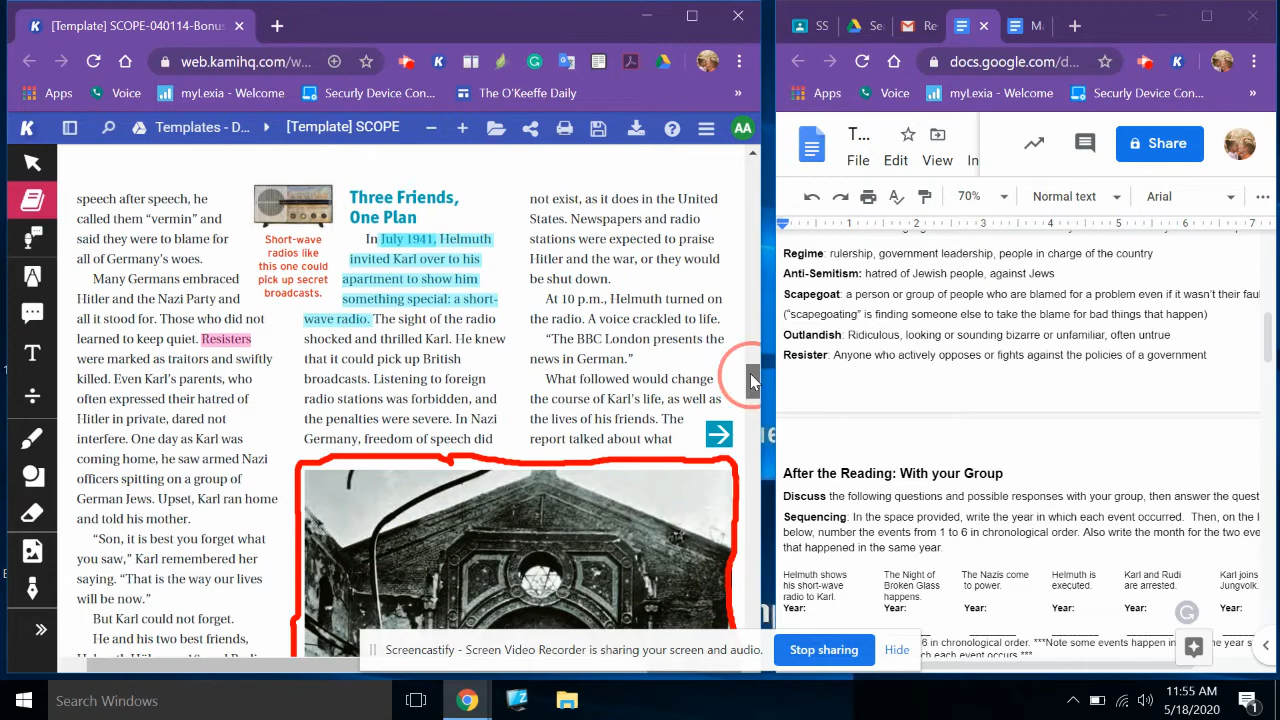 [Template] SCOPE-040114-Bonus
web.kamihq.com/w...
Apps
Voice
myLexia - Welcome
Securly Device Con...
The O'Keeffe Daily
»
Templates - D...
[Template] SCOPE
AA
speech after speech, he
called them “vermin” and
said they were to blame for
all of Germany’s woes.
Many Germans embraced
Hitler and the Nazi Party and
all it stood for. Those who did not
learned to keep quiet. Resisters
were marked as traitors and swiftly
killed. Even Karl’s parents, who
often expressed their hatred of
Hitler in private, dared not
interfere. One day as Karl was
coming home, he saw armed Nazi
officers spitting on a group of
German Jews. Upset, Karl ran home
and told his mother.
“Son, it is best you forget what
you saw,” Karl remembered her
saying. “That is the way our lives
will be now.”
But Karl could not forget.
He and his two best friends,
Short-wave
radios like
this one could
pick up secret
broadcasts.
Three Friends,
One Plan
In July 1941, Helmuth
invited Karl over to his
apartment to show him
something special: a short-
wave radio. The sight of the radio
shocked and thrilled Karl. He knew
that it could pick up British
broadcasts. Listening to foreign
radio stations was forbidden, and
the penalties were severe. In Nazi
Germany, freedom of speech did
not exist, as it does in the United
States. Newspapers and radio
stations were expected to praise
Hitler and the war, or they would
be shut down.
At 10 p.m., Helmuth turned on
the radio. A voice crackled to life.
“The BBC London presents the
news in German.”
What followed would change
the course of Karl’s life, as well as
the lives of his friends. The
report talked about what
SS
Se
Re
M
docs.google.com/d...
Apps
Voice
myLexia - Welcome
Securly Device Con...
»
T...
File Edit View In
Share
70%
Normal text
Arial
1 2 3 4 5 6 7
Regime: rulership, government leadership, people in charge of the country
Anti-Semitism: hatred of Jewish people, against Jews
Scapegoat: a person or group of people who are blamed for a problem even if it wasn’t their faul
(“scapegoating” is finding someone else to take the blame for bad things that happen)
Outlandish: Ridiculous, looking or sounding bizarre or unfamiliar, often untrue
Resister: Anyone who actively opposes or fights against the policies of a government
After the Reading: With your Group
Discuss the following questions and possible responses with your group, then answer the quest
Sequencing: In the space provided, write the year in which each event occurred. Then, on the l
below, number the events from 1 to 6 in chronological order. Also write the month for the two eve
that happened in the same year.
Helmuth shows
his short-wave
radio to Karl.
Year:
The Night of
Broken Glass
happens.
Year:
The Nazis come
to power.
Year:
Helmuth is
executed.
Year:
Karl and Rudi
are arrested.
Year:
Karl joins
Jungvolk.
Year:
6 in chronological order. ***Note some events happen in
Screencastify - Screen Video Recorder is sharing your screen and audio.
Stop sharing
Hide
Search Windows
11:55 AM
5/18/2020
1